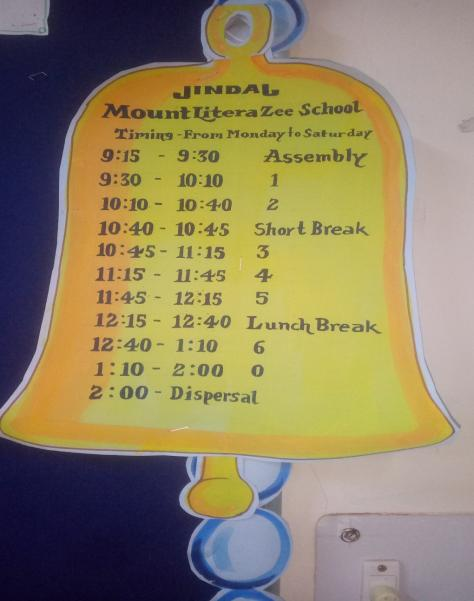 JINDAL
Mount Litera Zee School
Timing - From Monday to Saturday
9:15 - 9:30 Assembly
9:30 - 10:10 1
10:10 - 10:40 2
10:40 - 10:45 Short Break
10:45 - 11:15 3
11:15 - 11:45 4
11:45 - 12:15 5
12:15 - 12:40 Lunch Break
12:40 - 1:10 6
1:10 - 2:00 0
2:00 - Dispersal